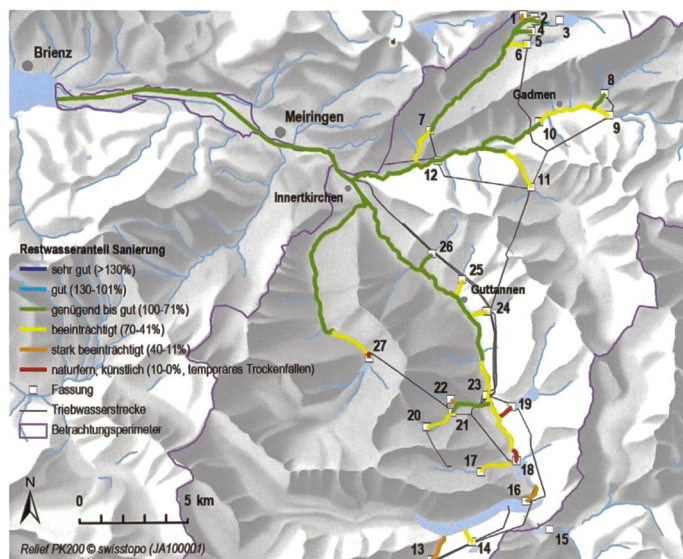 1
2
3
4
5
6
Brienz
8
Gadmen
7
10
9
Meiringen
12
11
Innertkirchen
Restwasseranteil Sanierung
sehr gut (>130%)
gut (130-101%)
genügend bis gut (100-71%)
beeinträchtigt (70-41%)
stark beeinträchtigt (40-11%)
naturfern, künstlich (10-0%, temporäres Trockenfallen)
Fassung
Triebwasserstrecke
Betrachtungsperimeter
26
25
Guttannen
24
27
22
23
19
20
21
17
18
16
N
0 5 km
13
14
15
Relief PK200 © swisstopo (JA100001)